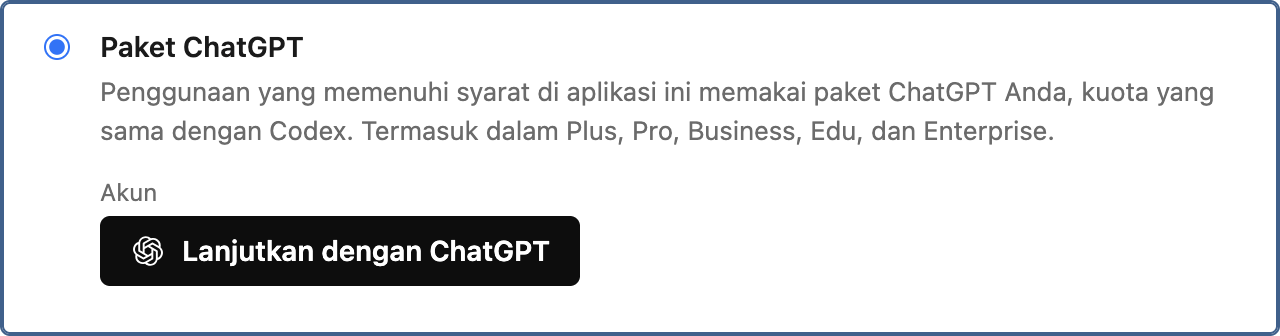 Paket ChatGPT
Penggunaan yang memenuhi syarat di aplikasi ini memakai paket ChatGPT Anda, kuota yang
sama dengan Codex. Termasuk dalam Plus, Pro, Business, Edu, dan Enterprise.
Akun
Lanjutkan dengan ChatGPT